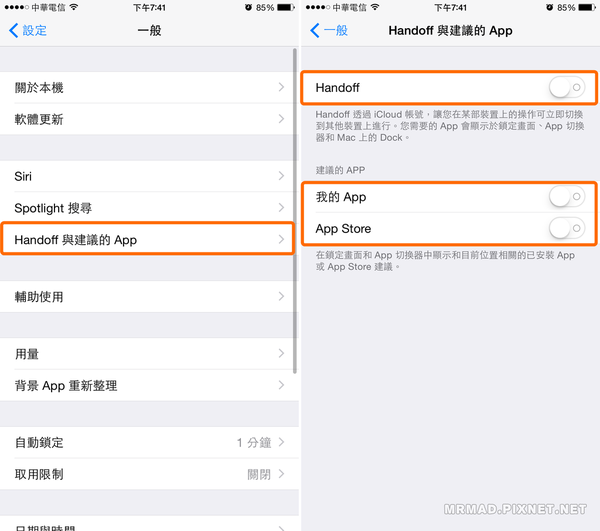 中華電信 下午7:41 85%
設定 一般
關於本機
軟體更新
Siri
Spotlight 搜尋
Handoff 與建議的 App
輔助使用
用量
背景 App 重新整理
自動鎖定 1 分鐘
取用限制 關閉
日期與時間
中華電信 下午7:41 85%
一般 Handoff 與建議的 App
Handoff
Handoff 透過 iCloud 帳號，讓您在某部裝置上的操作可立即切換
到其他裝置上進行。您需要的 App 會顯示於鎖定畫面、App 切換
器和 Mac 上的 Dock。
建議的 APP
我的 App
App Store
在鎖定畫面和 App 切換器中顯示和目前位置相關的已安裝 App
或 App Store 建議。
MRMAD.PIXNET.NET